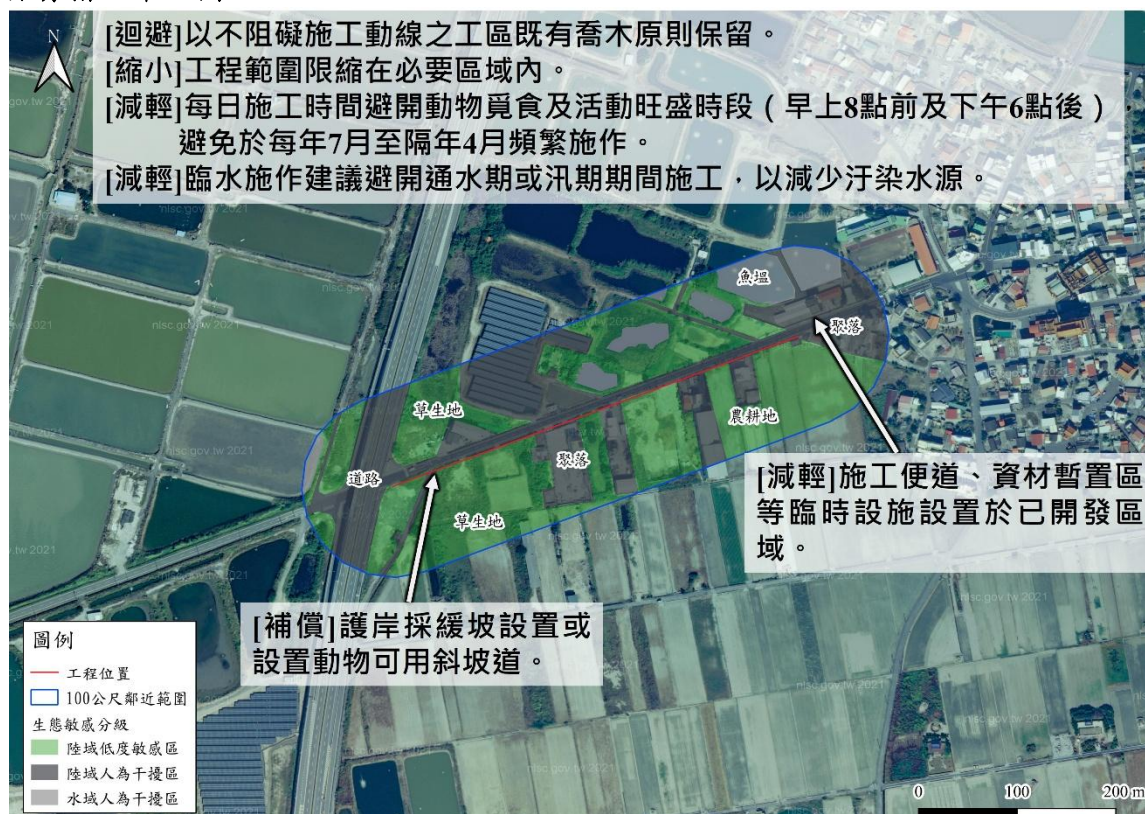 N
[迴避]以不阻礙施工動線之工區既有喬木原則保留。
[縮小]工程範圍限縮在必要區域內。
[減輕]每日施工時間避開動物覓食及活動旺盛時段（早上8點前及下午6點後）
避免於每年7月至隔年4月頻繁施作。
[減輕]臨水施作建議避開通水期或汛期期間施工，以減少汙染水源。
魚塭
聚落
草生地
農耕地
聚落
道路
草生地
[減輕]施工便道、資材暫置區
等臨時設施設置於已開發區
域。
[補償]護岸採緩坡設置或
設置動物可用斜坡道。
圖例
工程位置
100公尺鄰近範圍
生態敏感分級
陸域低度敏感區
陸域人為干擾區
水域人為干擾區
0 100 200 m
nlsc.gov.tw 2021